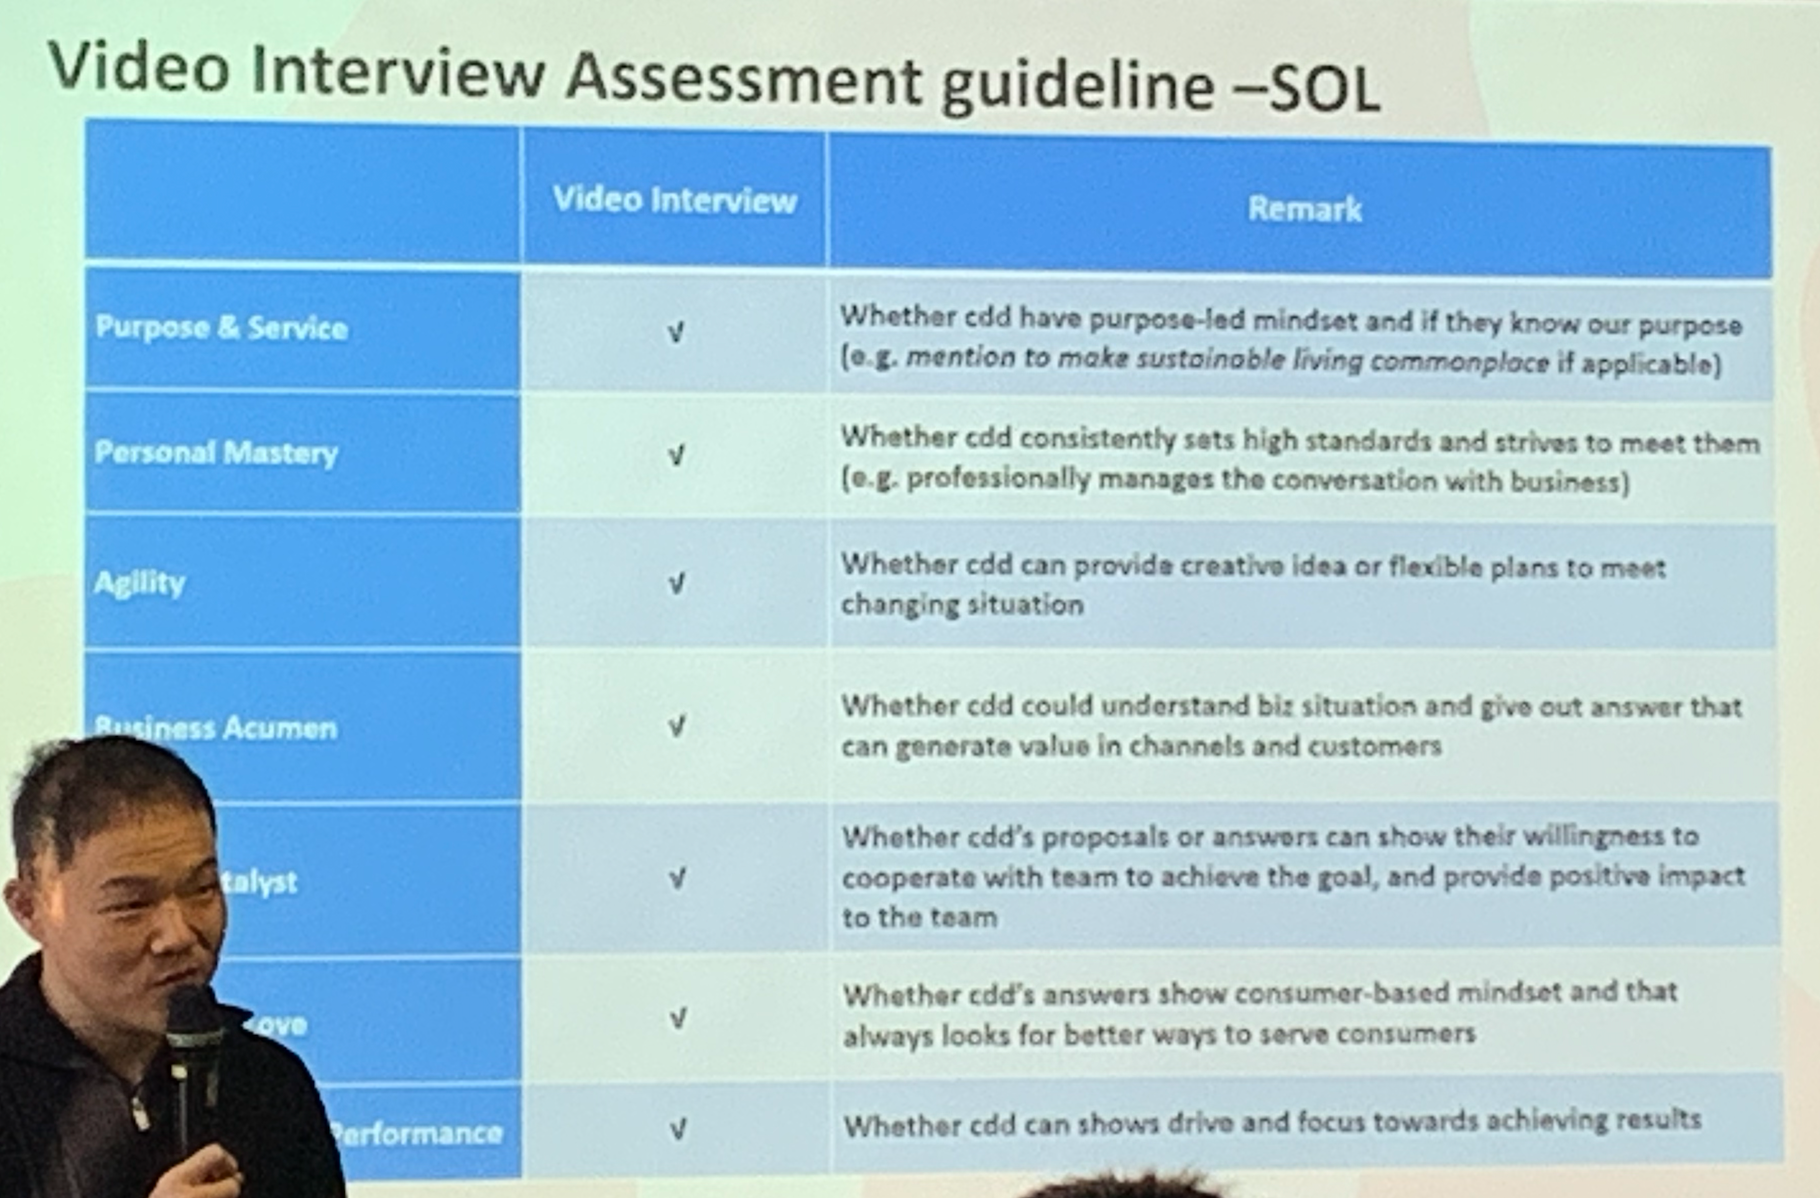 Video Interview Assessment guideline –SOL
Video Interview
Remark
Purpose & Service
√
Whether cdd have purpose-led mindset and if they know our purpose
(e.g. mention to make sustainable living commonplace if applicable)
Personal Mastery
√
Whether cdd consistently sets high standards and strives to meet them
(e.g. professionally manages the conversation with business)
Agility
√
Whether cdd can provide creative idea or flexible plans to meet
changing situation
Business Acumen
√
Whether cdd could understand biz situation and give out answer that
can generate value in channels and customers
talyst
√
Whether cdd's proposals or answers can show their willingness to
cooperate with team to achieve the goal, and provide positive impact
to the team
ove
√
Whether cdd's answers show consumer-based mindset and that
always looks for better ways to serve consumers
Performance
√
Whether cdd can shows drive and focus towards achieving results